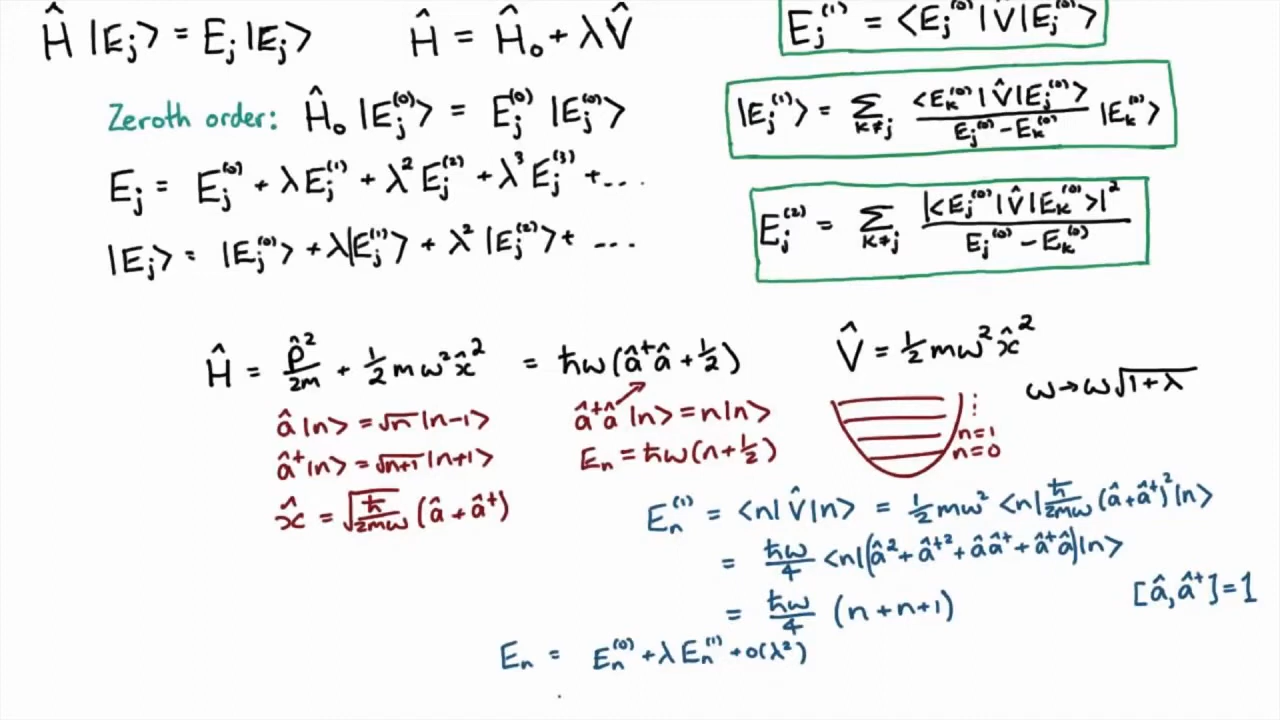 Ĥ |Eⱼ⟩ = Eⱼ |Eⱼ⟩
Ĥ = Ĥ₀ + λV̂
Eⱼ⁽¹⁾ = <Eⱼ⁽⁰⁾|V̂|Eⱼ⁽⁰⁾>
Zeroth order: Ĥ₀ |Eⱼ⁽⁰⁾⟩ = Eⱼ⁽⁰⁾ |Eⱼ⁽⁰⁾⟩
|Eⱼ⁽¹⁾⟩ = Σ_{k≠j} <E_k⁽⁰⁾|V̂|Eⱼ⁽⁰⁾> / (Eⱼ⁽⁰⁾ - E_k⁽⁰⁾) |E_k⁽⁰⁾⟩
Eⱼ = Eⱼ⁽⁰⁾ + λEⱼ⁽¹⁾ + λ²Eⱼ⁽²⁾ + λ³Eⱼ⁽³⁾ + ...
Eⱼ⁽²⁾ = Σ_{k≠j} |<Eⱼ⁽⁰⁾|V̂|E_k⁽⁰⁾>|² / (Eⱼ⁽⁰⁾ - E_k⁽⁰⁾)
|Eⱼ⟩ = |Eⱼ⁽⁰⁾⟩ + λ|Eⱼ⁽¹⁾⟩ + λ²|Eⱼ⁽²⁾⟩ + ...
Ĥ = p̂²/2m + ½mω²x̂² = ħω(â⁺â + ½)
V̂ = ½mω²x̂²
ω → ω√(1+λ)
â|n⟩ = √n|n-1⟩
â⁺â|n⟩ = n|n⟩
⋮
n=1
n=0
â⁺|n⟩ = √(n+1)|n+1⟩
Eₙ = ħω(n + ½)
x̂ = √(ħ/2mω) (â + â⁺)
Eₙ⁽¹⁾ = <n|V̂|n> = ½mω² <n|ħ/2mω (â + â⁺)²|n>
= ħω/4 <n|(â² + â⁺² + ââ⁺ + â⁺â)|n>
[â, â⁺] = 1
= ħω/4 (n + n + 1)
Eₙ = Eₙ⁽⁰⁾ + λEₙ⁽¹⁾ + O(λ²)